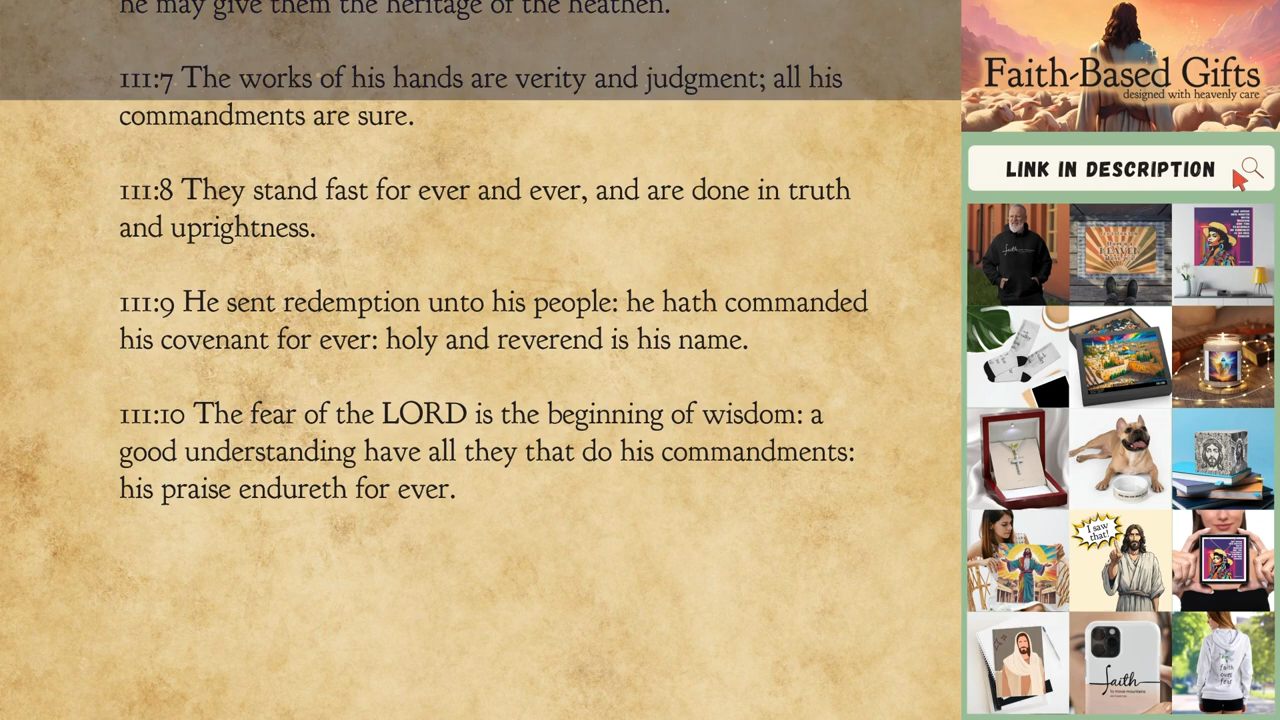 he may give them the heritage of the heathen.
111:7 The works of his hands are verity and judgment; all his
commandments are sure.
111:8 They stand fast for ever and ever, and are done in truth
and uprightness.
111:9 He sent redemption unto his people: he hath commanded
his covenant for ever: holy and reverend is his name.
111:10 The fear of the LORD is the beginning of wisdom: a
good understanding have all they that do his commandments:
his praise endureth for ever.
Faith-Based Gifts
designed with heavenly care
LINK IN DESCRIPTION
faith
I saw
that!
faith
faith
over